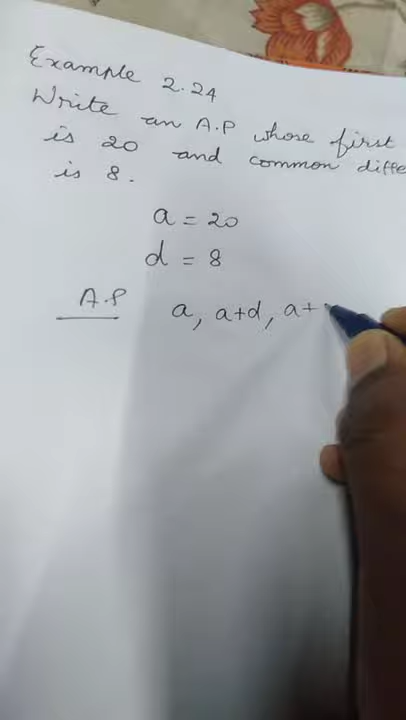 Example 2.24
Write an A.P whose first
is 20 and common diffe
is 8.
a = 20
d = 8
A.P a, a+d, a+